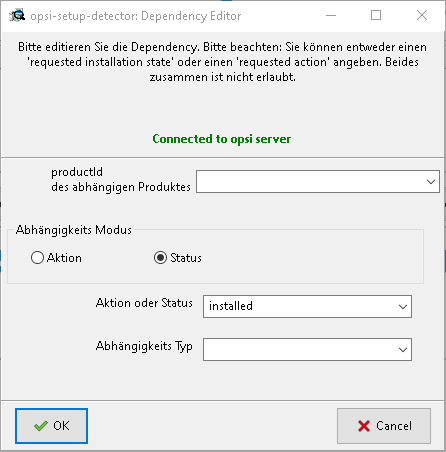 opsi-setup-detector: Dependency Editor
Bitte editieren Sie die Dependency. Bitte beachten: Sie können entweder einen
'requested installation state' oder einen 'requested action' angeben. Beides
zusammen ist nicht erlaubt.
Connected to opsi server
productId
des abhängigen Produktes
Abhängigkeits Modus
Aktion Status
Aktion oder Status installed
Abhängigkeits Typ
OK Cancel